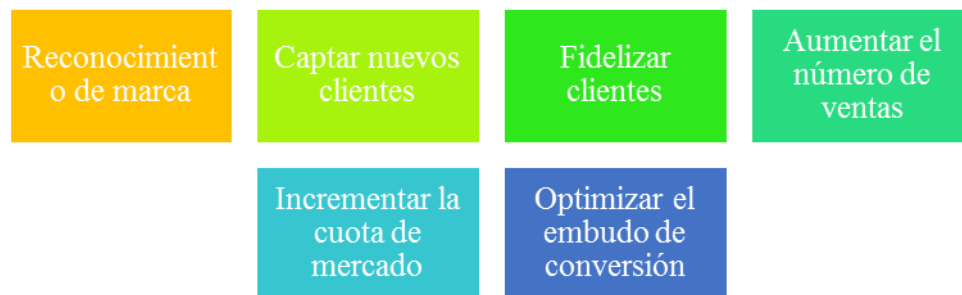 Reconocimient
o de marca
Captar nuevos
clientes
Fidelizar
clientes
Aumentar el
número de
ventas
Incrementar la
cuota de
mercado
Optimizar el
embudo de
conversión